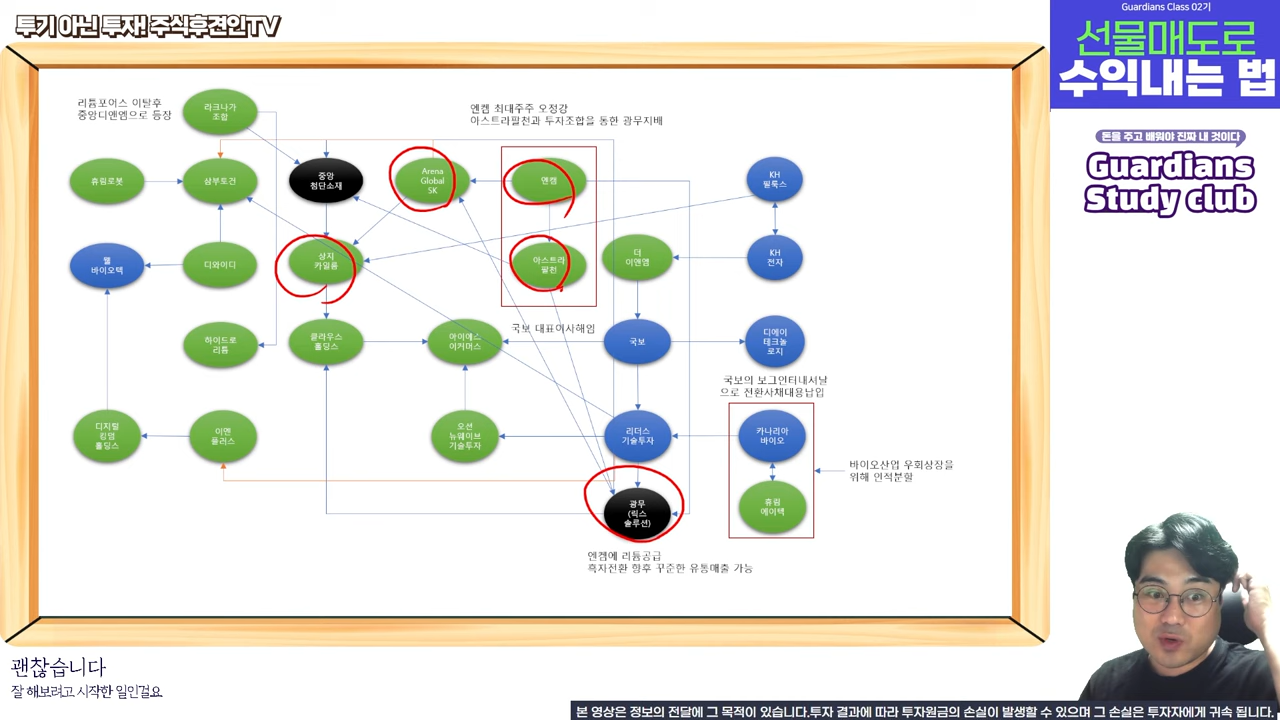 투기 아닌 투자! 주식후견인TV
Guardians Class 02기
선물매도로
수익내는 법
돈을 주고 배워야 진짜 내 것이다
Guardians
Study club
리튬포어스 이탈후
중앙디앤엠으로 등장
라크나가
조합
엔켐 최대주주 오정강
아스트라팔천과 투자조합을 통한 광무지배
휴림로봇
삼부토건
중앙
첨단소재
Arena
Global
SK
엔켐
KH
필룩스
웰
바이오텍
디와이디
상지
카일룸
아스트라
팔천
더
이앤엠
KH
전자
하이드로
리튬
클라우스
홀딩스
아이에스
이커머스
국보 대표이사해임
국보
디에이
테크놀
로지
국보의 보그인터내셔날
으로 전환사채대용납입
디지털
킹덤
홀딩스
이엔
플러스
오션
뉴웨이브
기술투자
리더스
기술투자
카나리아
바이오
바이오산업 우회상장을
위해 인적분할
광무
(릭스
솔루션)
휴림
에이텍
엔켐에 리튬공급
흑자전환 향후 꾸준한 유통매출 가능
괜찮습니다
잘 해보려고 시작한 일인걸요
본 영상은 정보의 전달에 그 목적이 있습니다.투자 결과에 따라 투자원금의 손실이 발생할 수 있으며 그 손실은 투자자에게 귀속 됩니다.